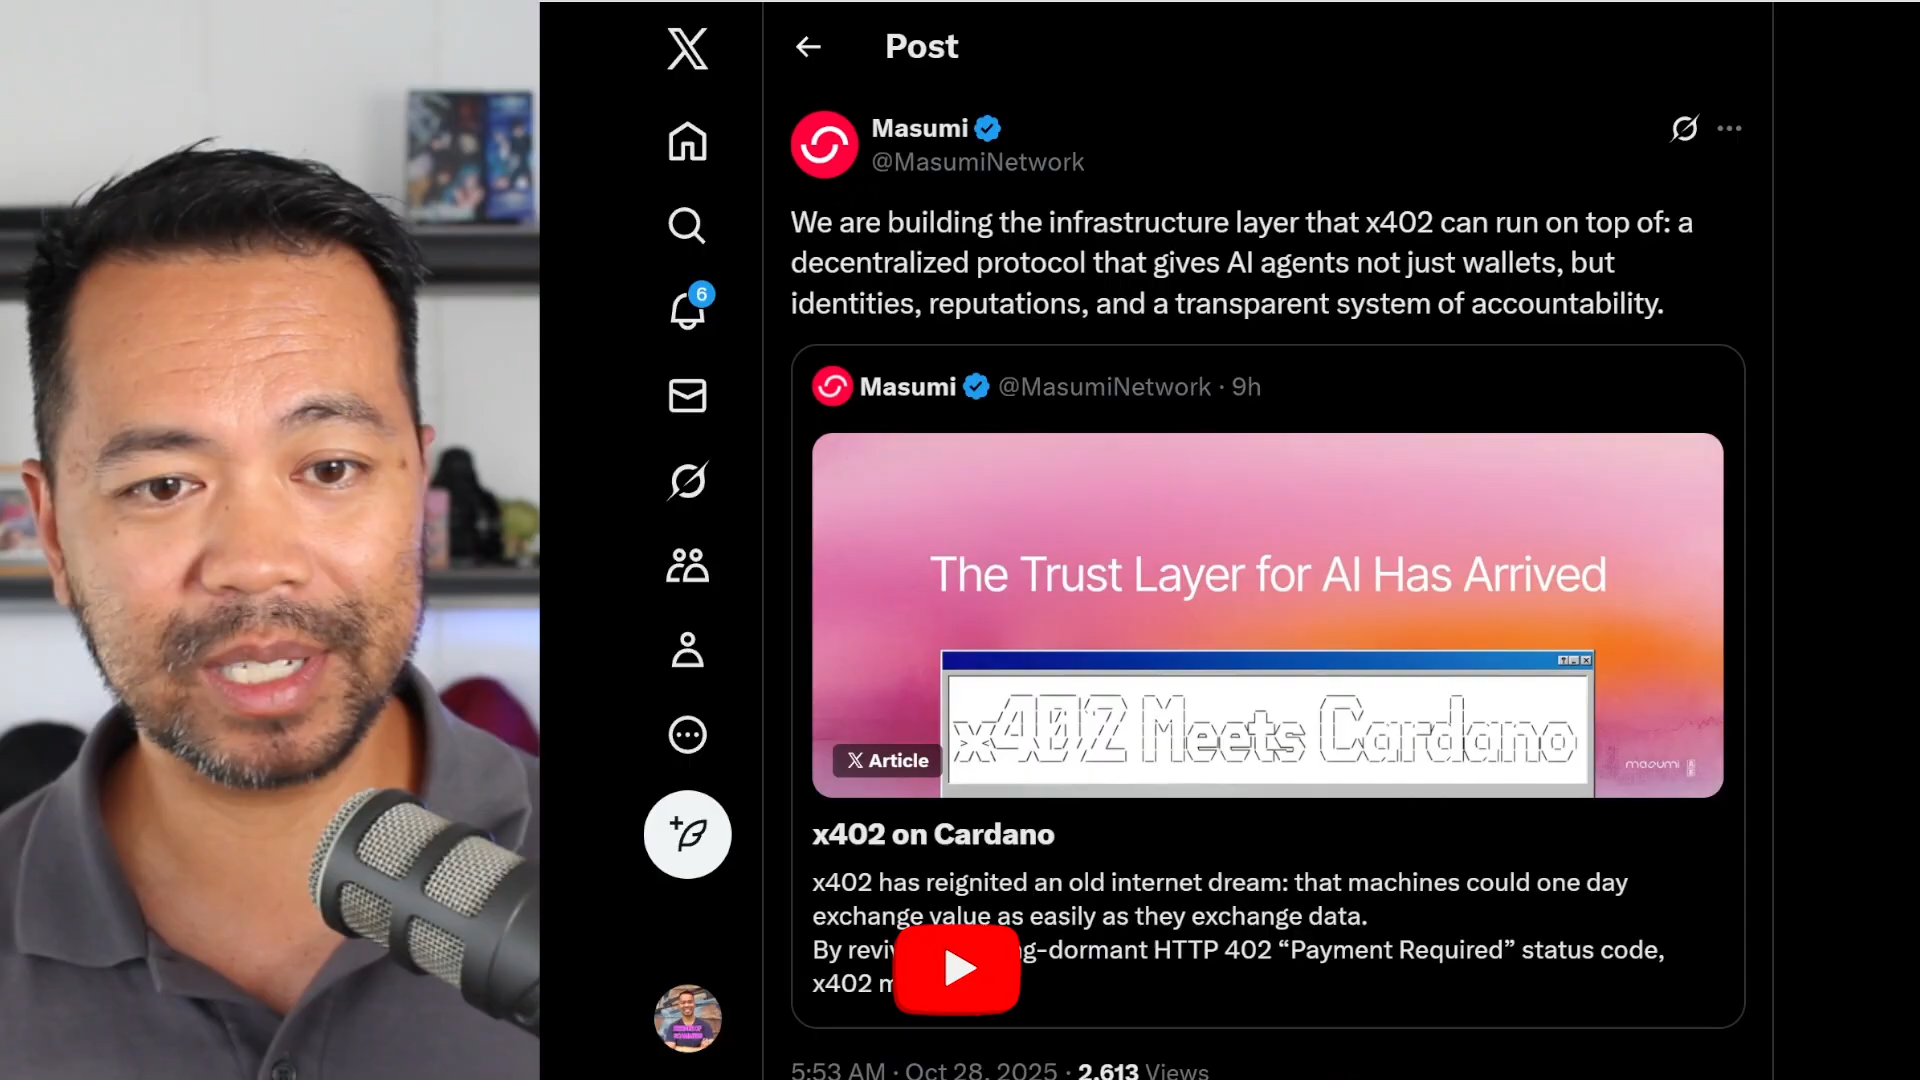 Post
Masumi
@MasumiNetwork
We are building the infrastructure layer that x402 can run on top of: a
decentralized protocol that gives AI agents not just wallets, but
identities, reputations, and a transparent system of accountability.
6
Masumi @MasumiNetwork · 9h
The Trust Layer for AI Has Arrived
x402 Meets Cardano
X Article
masumi
x402 on Cardano
x402 has reignited an old internet dream: that machines could one day
exchange value as easily as they exchange data.
By reviv g-dormant HTTP 402 “Payment Required” status code,
x402 m
5:53 AM · Oct 28, 2025 · 2,613 Views